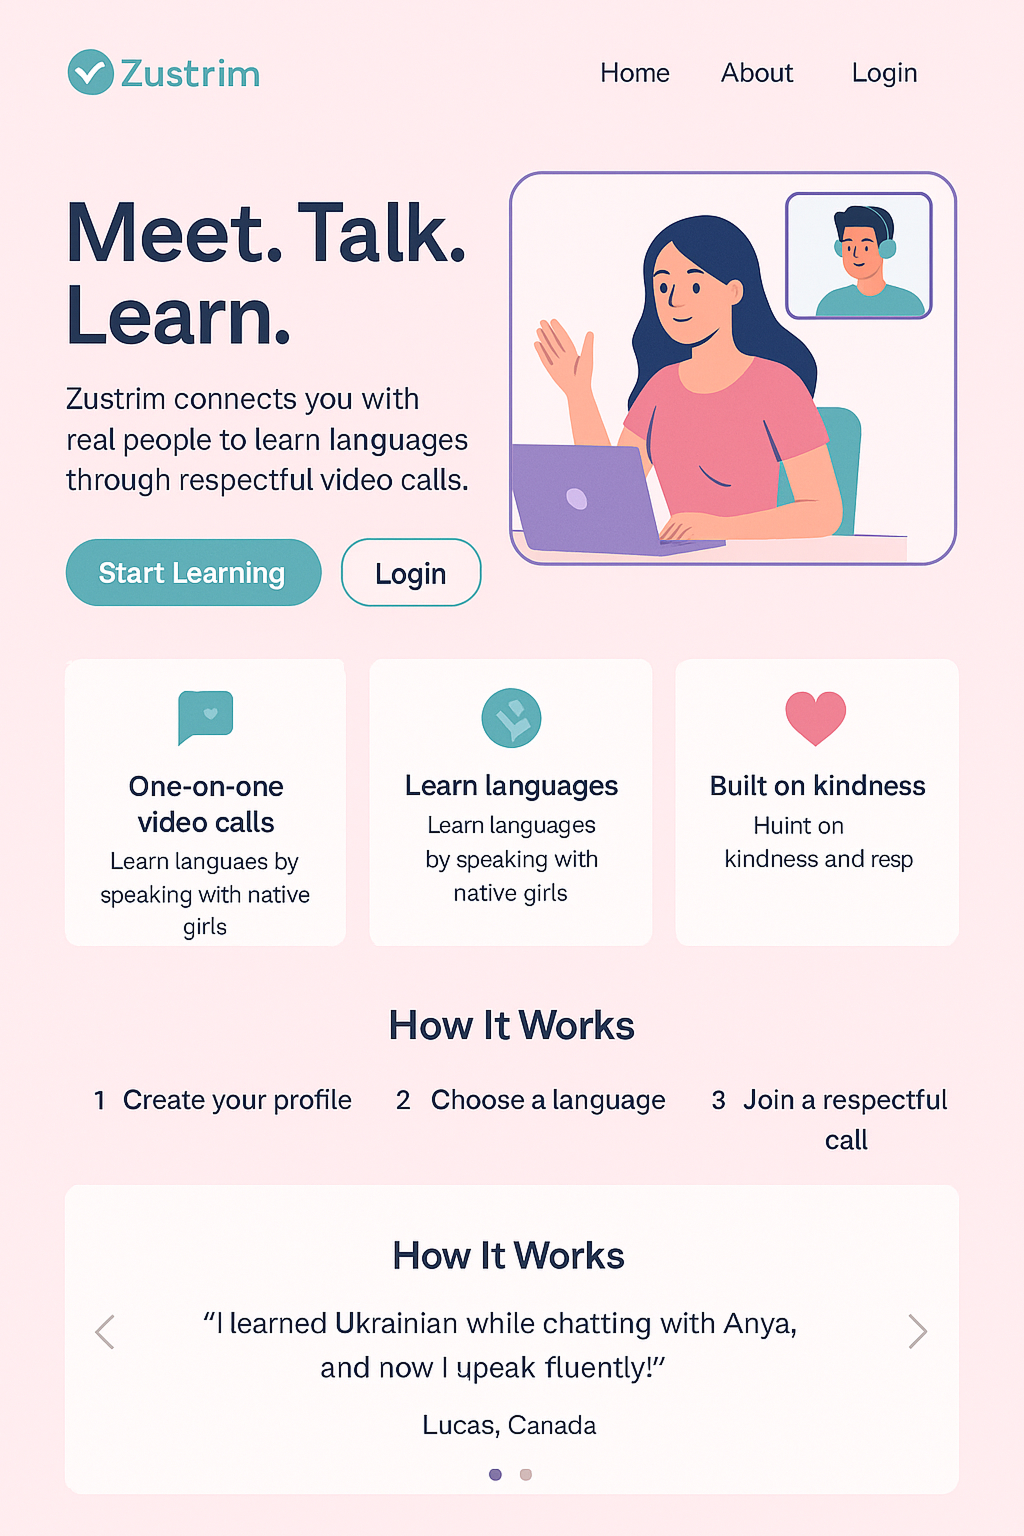 Zustrim
Home About Login
Meet. Talk.
Learn.
Zustrim connects you with
real people to learn languages
through respectful video calls.
Start Learning
Login
One-on-one
video calls
Learn languaes by
speaking with native
girls
Learn languages
Learn languages
by speaking with
native girls
Built on kindness
Huint on
kindness and resp
How It Works
1 Create your profile
2 Choose a language
3 Join a respectful
call
How It Works
“I learned Ukrainian while chatting with Anya,
and now I upeak fluently!”
Lucas, Canada